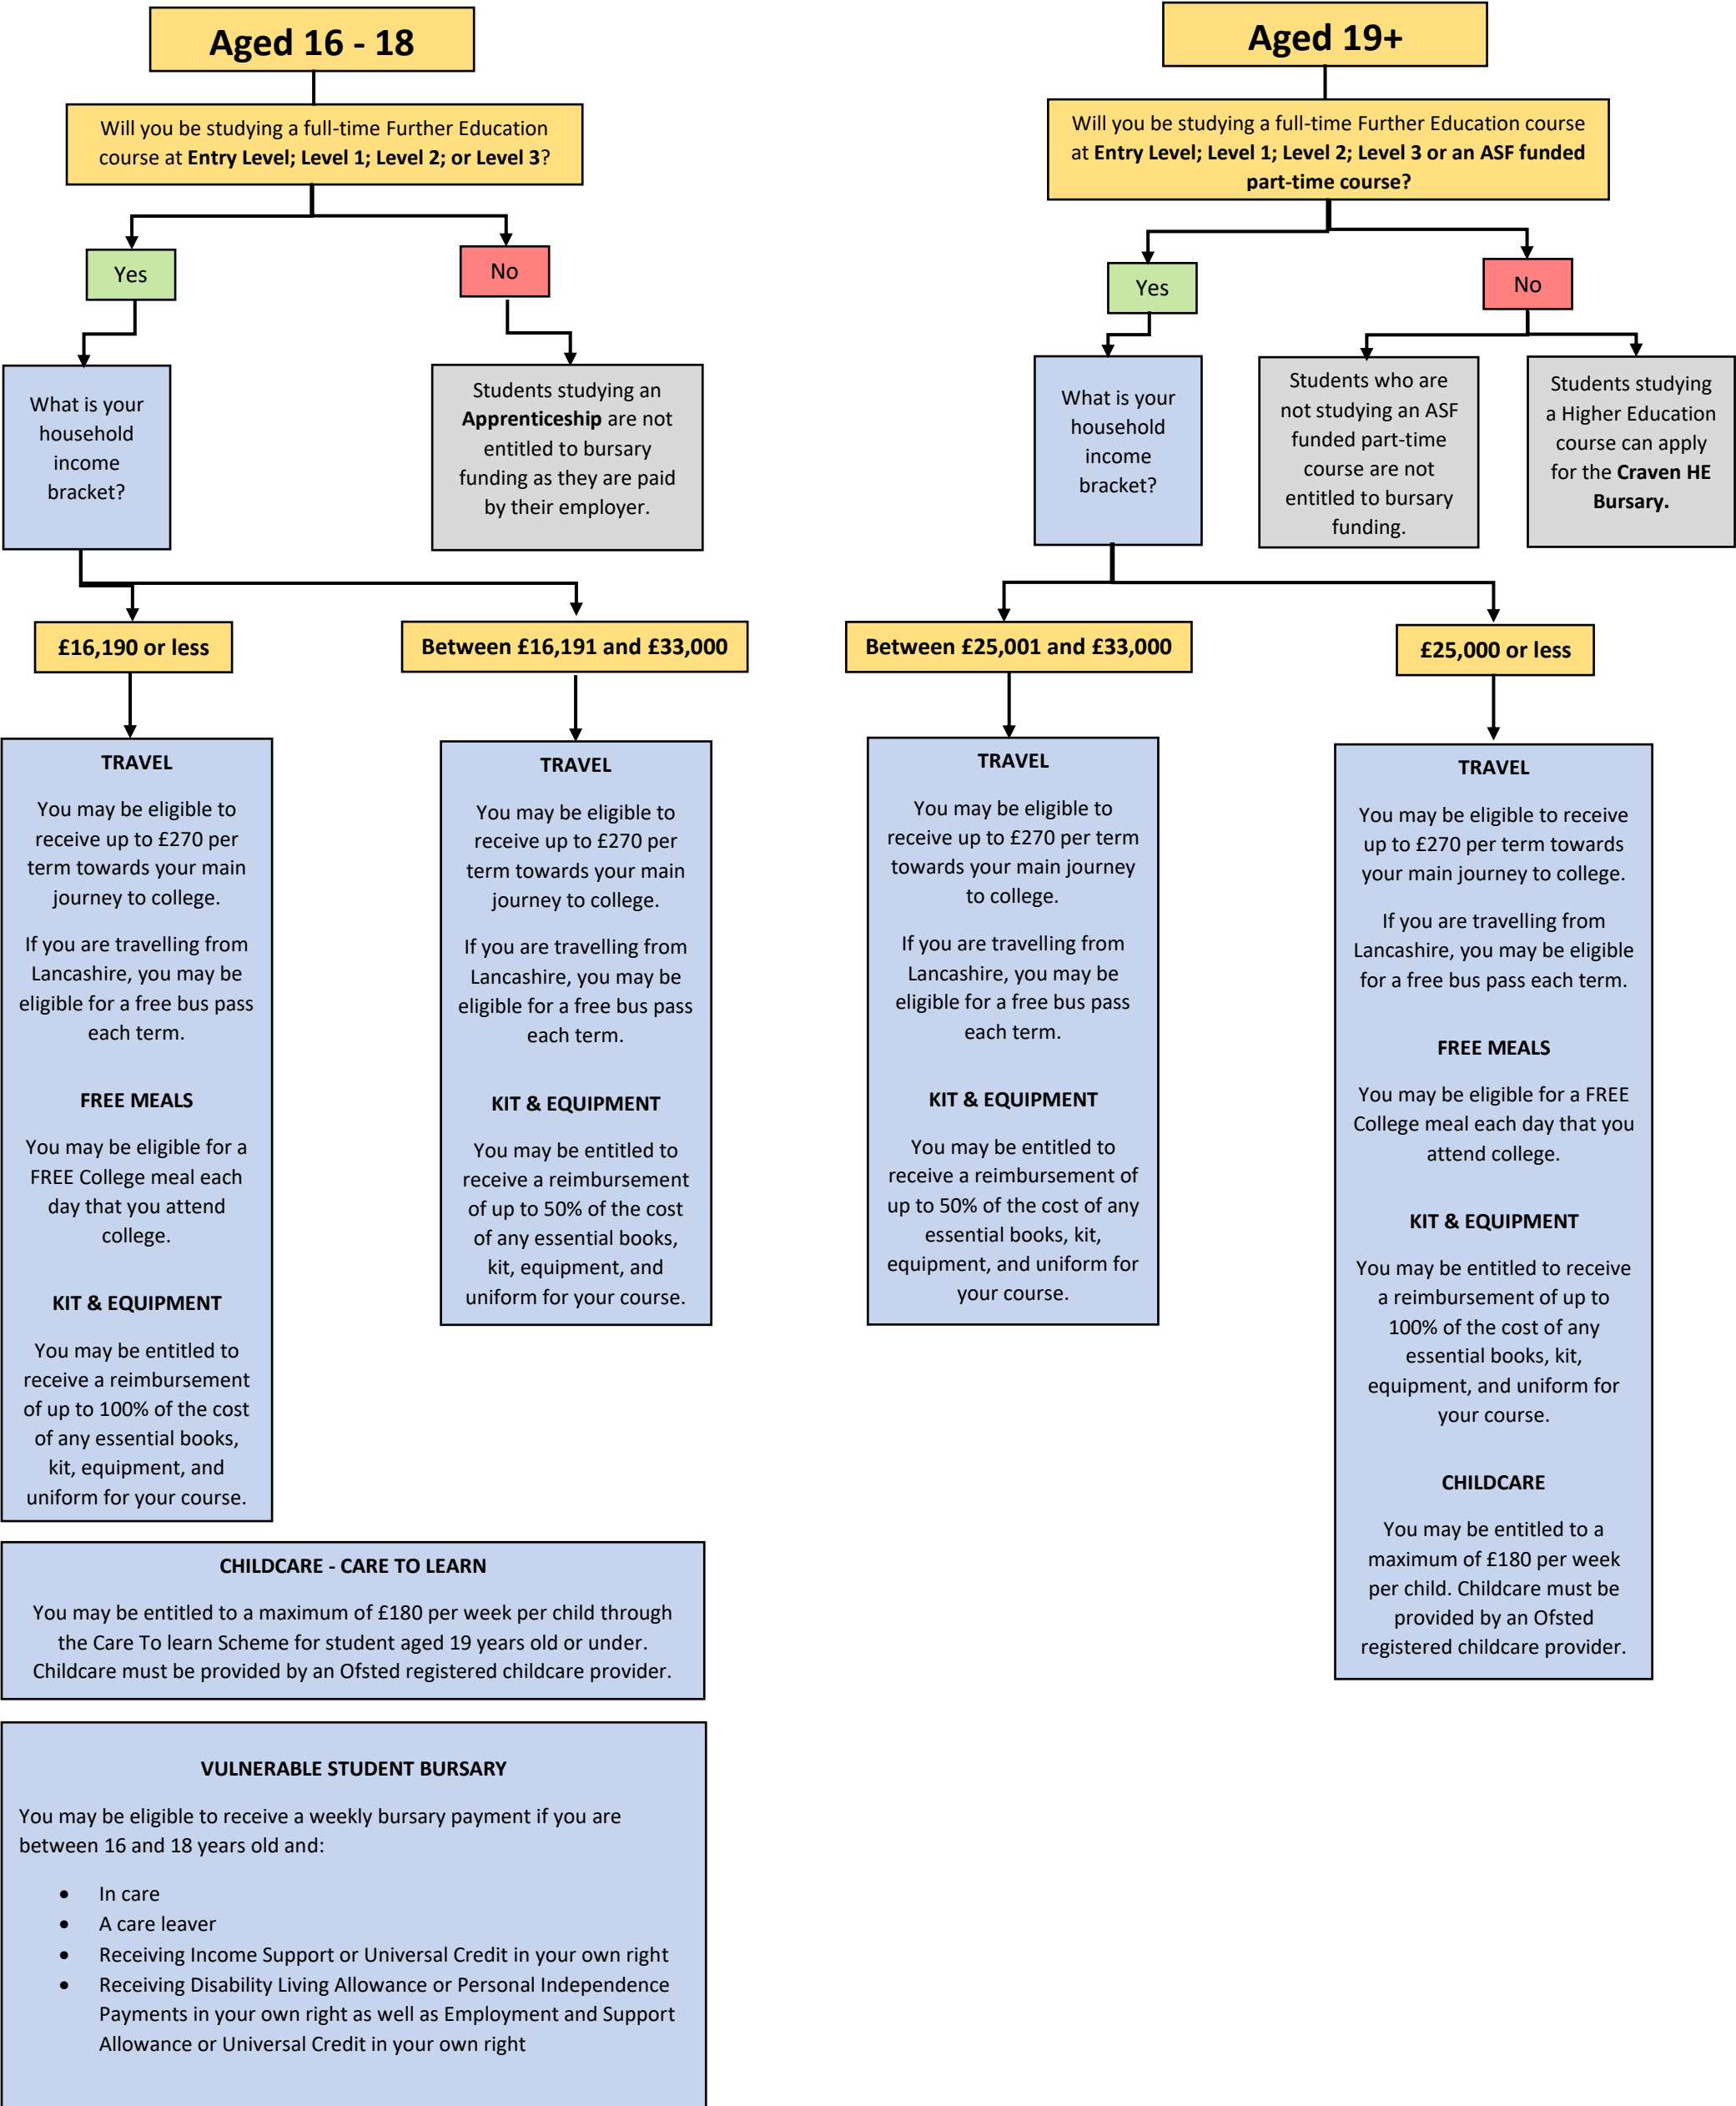 Aged 16 - 18
Will you be studying a full-time Further Education
course at Entry Level; Level 1; Level 2; or Level 3?
Yes
No
What is your
household
income
bracket?
Students studying an
Apprenticeship are not
entitled to bursary
funding as they are paid
by their employer.
£16,190 or less
Between £16,191 and £33,000
TRAVEL
You may be eligible to
receive up to £270 per
term towards your main
journey to college.
If you are travelling from
Lancashire, you may be
eligible for a free bus pass
each term.
FREE MEALS
You may be eligible for a
FREE College meal each
day that you attend
college.
KIT & EQUIPMENT
You may be entitled to
receive a reimbursement
of up to 100% of the cost
of any essential books,
kit, equipment, and
uniform for your course.
TRAVEL
You may be eligible to
receive up to £270 per
term towards your main
journey to college.
If you are travelling from
Lancashire, you may be
eligible for a free bus pass
each term.
KIT & EQUIPMENT
You may be entitled to
receive a reimbursement
of up to 50% of the cost
of any essential books,
kit, equipment, and
uniform for your course.
CHILDCARE - CARE TO LEARN
You may be entitled to a maximum of £180 per week per child through
the Care To learn Scheme for student aged 19 years old or under.
Childcare must be provided by an Ofsted registered childcare provider.
VULNERABLE STUDENT BURSARY
You may be eligible to receive a weekly bursary payment if you are
between 16 and 18 years old and:
• In care
• A care leaver
• Receiving Income Support or Universal Credit in your own right
• Receiving Disability Living Allowance or Personal Independence
Payments in your own right as well as Employment and Support
Allowance or Universal Credit in your own right
Aged 19+
Will you be studying a full-time Further Education course
at Entry Level; Level 1; Level 2; Level 3 or an ASF funded
part-time course?
Yes
No
What is your
household
income
bracket?
Students who are
not studying an ASF
funded part-time
course are not
entitled to bursary
funding.
Students studying
a Higher Education
course can apply
for the Craven HE
Bursary.
Between £25,001 and £33,000
£25,000 or less
TRAVEL
You may be eligible to
receive up to £270 per term
towards your main journey
to college.
If you are travelling from
Lancashire, you may be
eligible for a free bus pass
each term.
KIT & EQUIPMENT
You may be entitled to
receive a reimbursement of
up to 50% of the cost of any
essential books, kit,
equipment, and uniform for
your course.
TRAVEL
You may be eligible to receive
up to £270 per term towards
your main journey to college.
If you are travelling from
Lancashire, you may be eligible
for a free bus pass each term.
FREE MEALS
You may be eligible for a FREE
College meal each day that you
attend college.
KIT & EQUIPMENT
You may be entitled to receive
a reimbursement of up to
100% of the cost of any
essential books, kit,
equipment, and uniform for
your course.
CHILDCARE
You may be entitled to a
maximum of £180 per week
per child. Childcare must be
provided by an Ofsted
registered childcare provider.